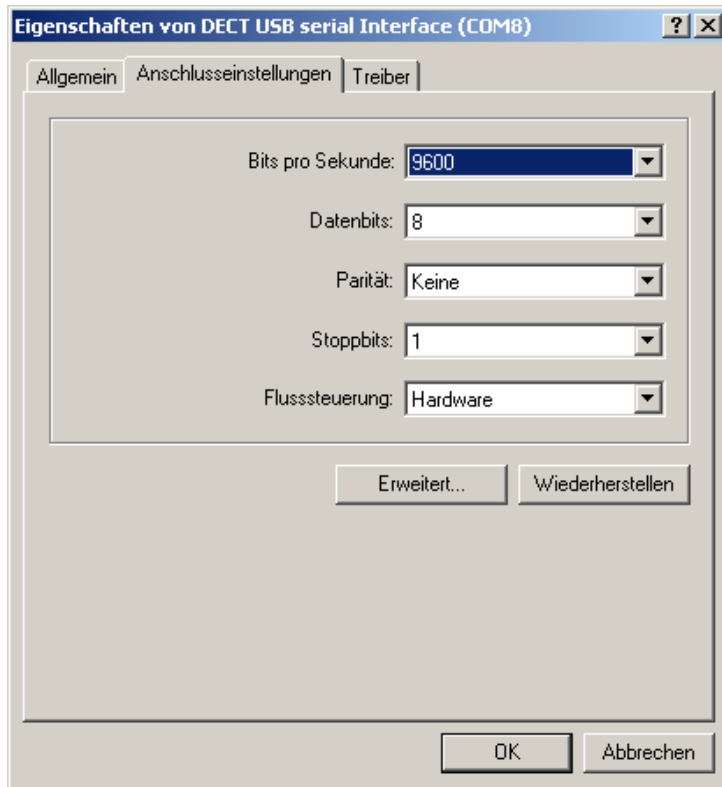 Eigenschaften von DECT USB serial Interface (COM8)
Allgemein Anschlusseinstellungen Treiber
Bits pro Sekunde: 9600
Datenbits: 8
Parität: Keine
Stoppbits: 1
Flusssteuerung: Hardware
Erweitert... Wiederherstellen
OK Abbrechen